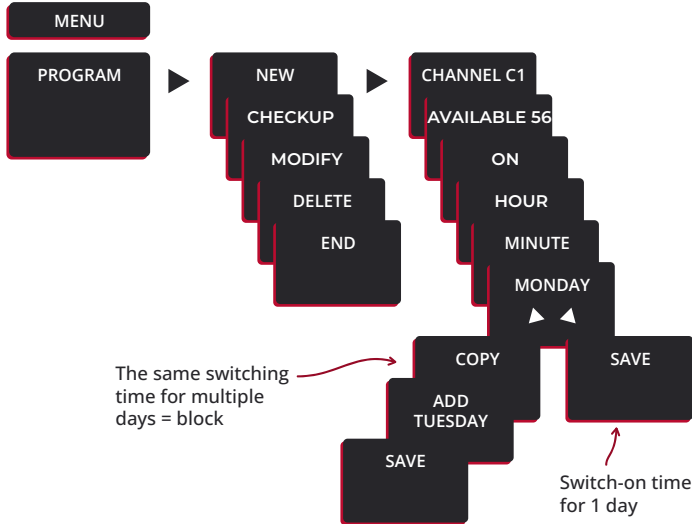 MENU
PROGRAM
NEW
CHECKUP
MODIFY
DELETE
END
CHANNEL C1
AVAILABLE 56
ON
HOUR
MINUTE
MONDAY
COPY
ADD
TUESDAY
SAVE
SAVE
The same switching
time for multiple
days = block
Switch-on time
for 1 day